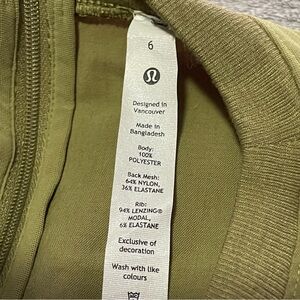 6
Designed in
Vancouver
Made in
Bangladesh
Body:
100%
POLYESTER
Back Mesh:
64% NYLON,
36% ELASTANE
Rib:
94% LENZING®
MODAL,
6% ELASTANE
Exclusive of
decoration
Wash with like
colours